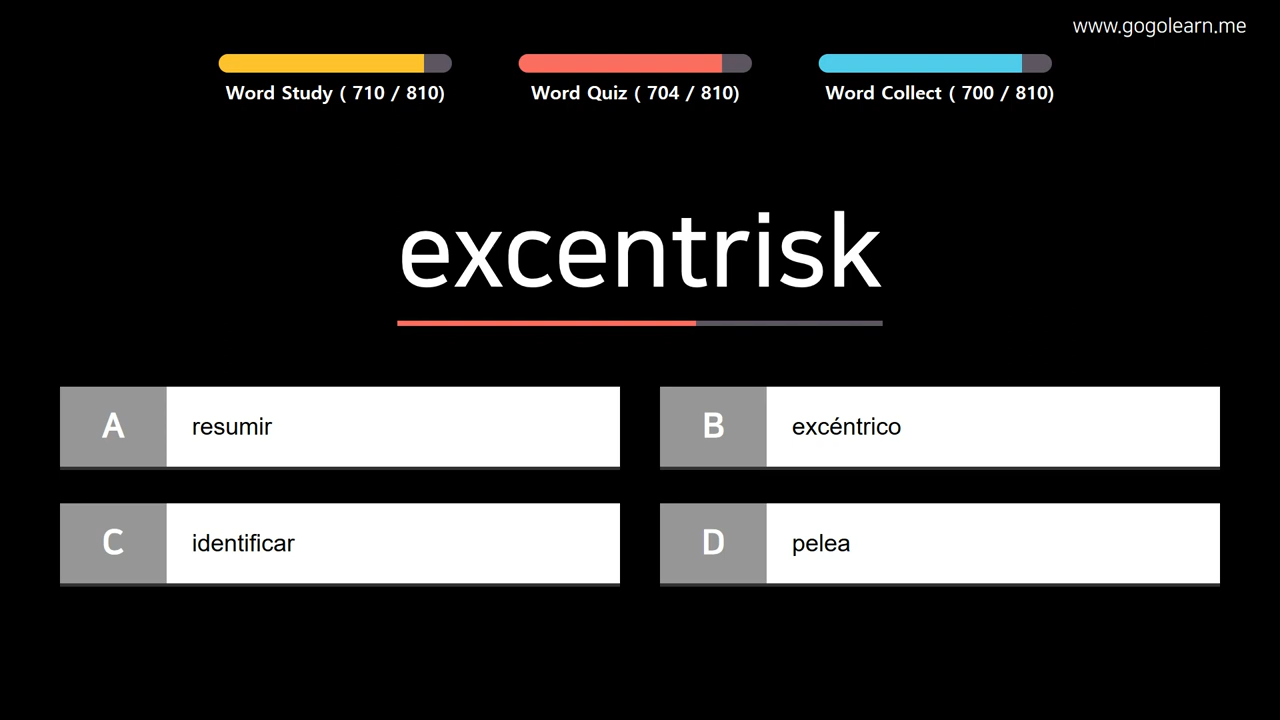 www.gogolearn.me
Word Study ( 710 / 810)
Word Quiz ( 704 / 810)
Word Collect ( 700 / 810)
excentrisk
A resumir
B excéntrico
C identificar
D pelea